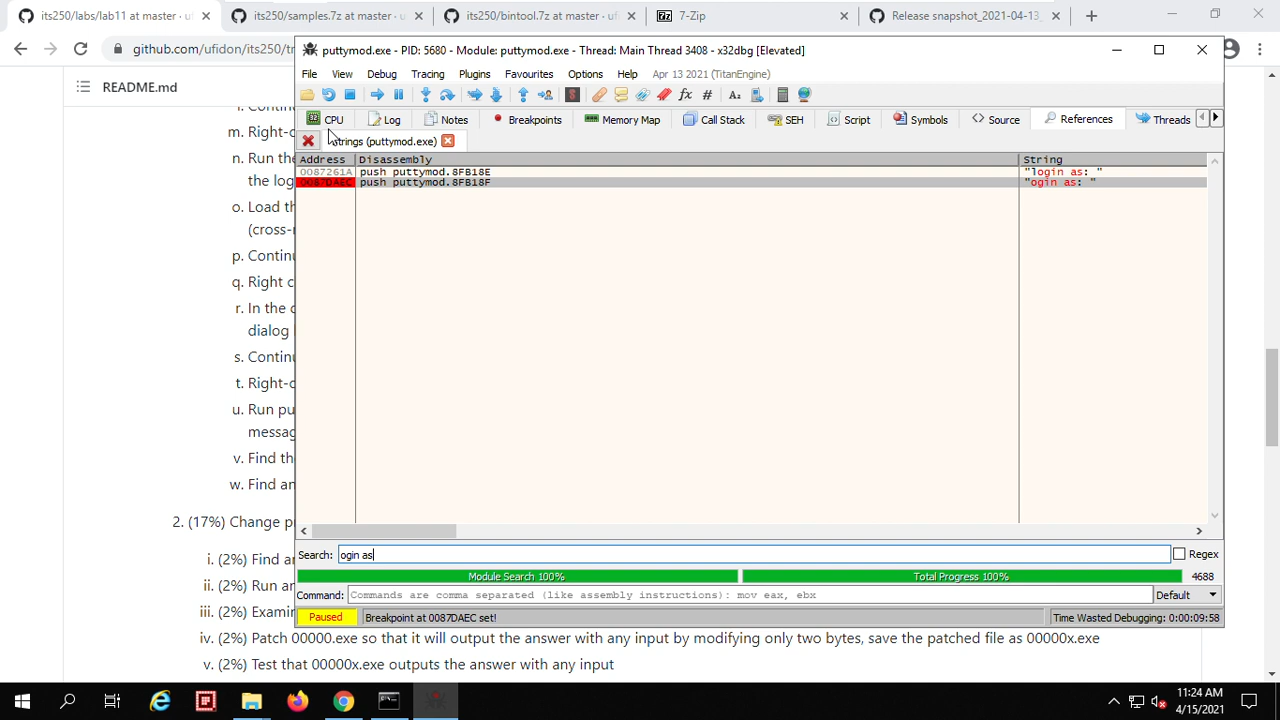 its250/labs/lab11 at master · u
its250/samples.7z at master · u
its250/bintool.7z at master · ufi
7-Zip
Release snapshot_2021-04-13_
github.com/ufidon/its250/tr
README.md
puttymod.exe - PID: 5680 - Module: puttymod.exe - Thread: Main Thread 3408 - x32dbg [Elevated]
File View Debug Tracing Plugins Favourites Options Help Apr 13 2021 (TitanEngine)
CPU Log Notes Breakpoints Memory Map Call Stack SEH Script Symbols Source References Threads
Strings (puttymod.exe)
Address Disassembly String
0087261A push puttymod.8FB18E "login as: "
0087DAEC push puttymod.8FB18F "ogin as: "
m. Right-c
n. Run the
the log
o. Load th
(cross-r
p. Continu
q. Right c
r. In the c
dialog
s. Continu
t. Right-c
u. Run pu
messag
v. Find th
w. Find an
2. (17%) Change p
i. (2%) Find ar
ii. (2%) Run an
iii. (2%) Examin
iv. (2%) Patch 00000.exe so that it will output the answer with any input by modifying only two bytes, save the patched file as 00000x.exe
v. (2%) Test that 00000x.exe outputs the answer with any input
Search: ogin as Regex
Module Search 100% Total Progress 100% 4688
Command: Commands are comma separated (like assembly instructions): mov eax, ebx Default
Paused Breakpoint at 0087DAEC set! Time Wasted Debugging: 0:00:09:58
11:24 AM
4/15/2021